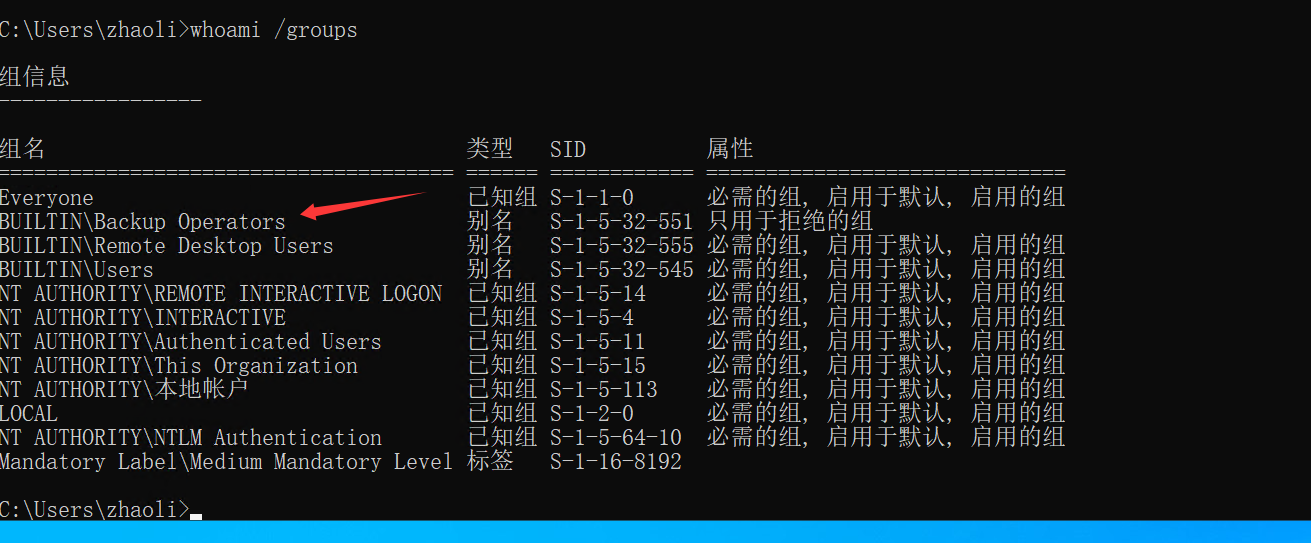 C:\Users\zhaoli>whoami /groups
组信息
-----------------
组名 类型 SID 属性
====================================== ====== ============ ==============================
Everyone 已知组 S-1-1-0 必需的组, 启用于默认, 启用的组
BUILTIN\Backup Operators 别名 S-1-5-32-551 只用于拒绝的组
BUILTIN\Remote Desktop Users 别名 S-1-5-32-555 必需的组, 启用于默认, 启用的组
BUILTIN\Users 别名 S-1-5-32-545 必需的组, 启用于默认, 启用的组
NT AUTHORITY\REMOTE INTERACTIVE LOGON 已知组 S-1-5-14 必需的组, 启用于默认, 启用的组
NT AUTHORITY\INTERACTIVE 已知组 S-1-5-4 必需的组, 启用于默认, 启用的组
NT AUTHORITY\Authenticated Users 已知组 S-1-5-11 必需的组, 启用于默认, 启用的组
NT AUTHORITY\This Organization 已知组 S-1-5-15 必需的组, 启用于默认, 启用的组
NT AUTHORITY\本地帐户 已知组 S-1-5-113 必需的组, 启用于默认, 启用的组
LOCAL 已知组 S-1-2-0 必需的组, 启用于默认, 启用的组
NT AUTHORITY\NTLM Authentication 已知组 S-1-5-64-10 必需的组, 启用于默认, 启用的组
Mandatory Label\Medium Mandatory Level 标签 S-1-16-8192
C:\Users\zhaoli>